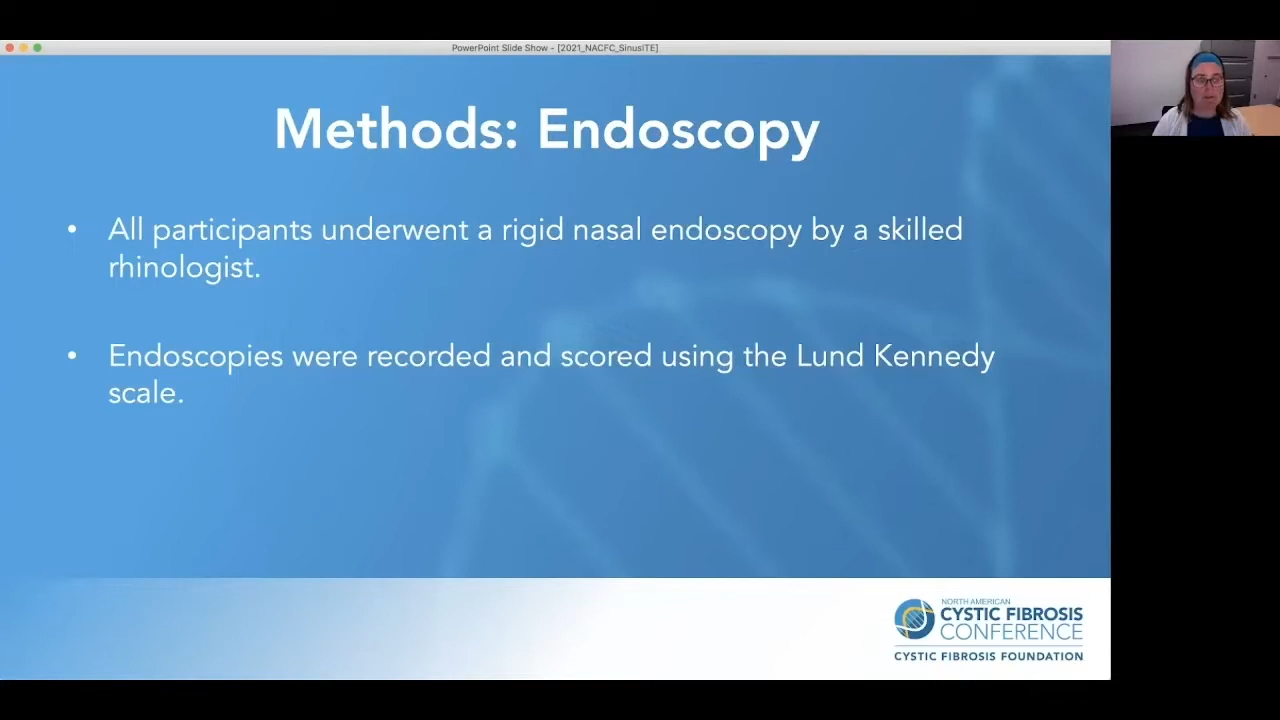 PowerPoint Slide Show - [2021_NACFC_SinusITE]
Methods: Endoscopy
• All participants underwent a rigid nasal endoscopy by a skilled
rhinologist.
• Endoscopies were recorded and scored using the Lund Kennedy
scale.
NORTH AMERICAN
CYSTIC FIBROSIS
CONFERENCE
CYSTIC FIBROSIS FOUNDATION